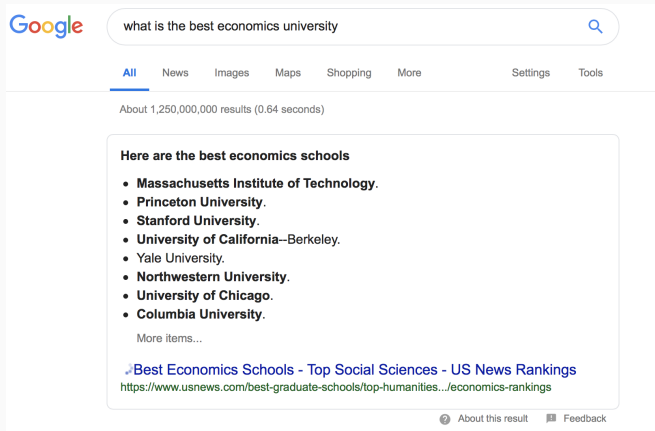 Google
what is the best economics university
All News Images Maps Shopping More Settings Tools
About 1,250,000,000 results (0.64 seconds)
Here are the best economics schools
• Massachusetts Institute of Technology.
• Princeton University.
• Stanford University.
• University of California--Berkeley.
• Yale University.
• Northwestern University.
• University of Chicago.
• Columbia University.
More items...
Best Economics Schools - Top Social Sciences - US News Rankings
https://www.usnews.com/best-graduate-schools/top-humanities.../economics-rankings
About this result Feedback